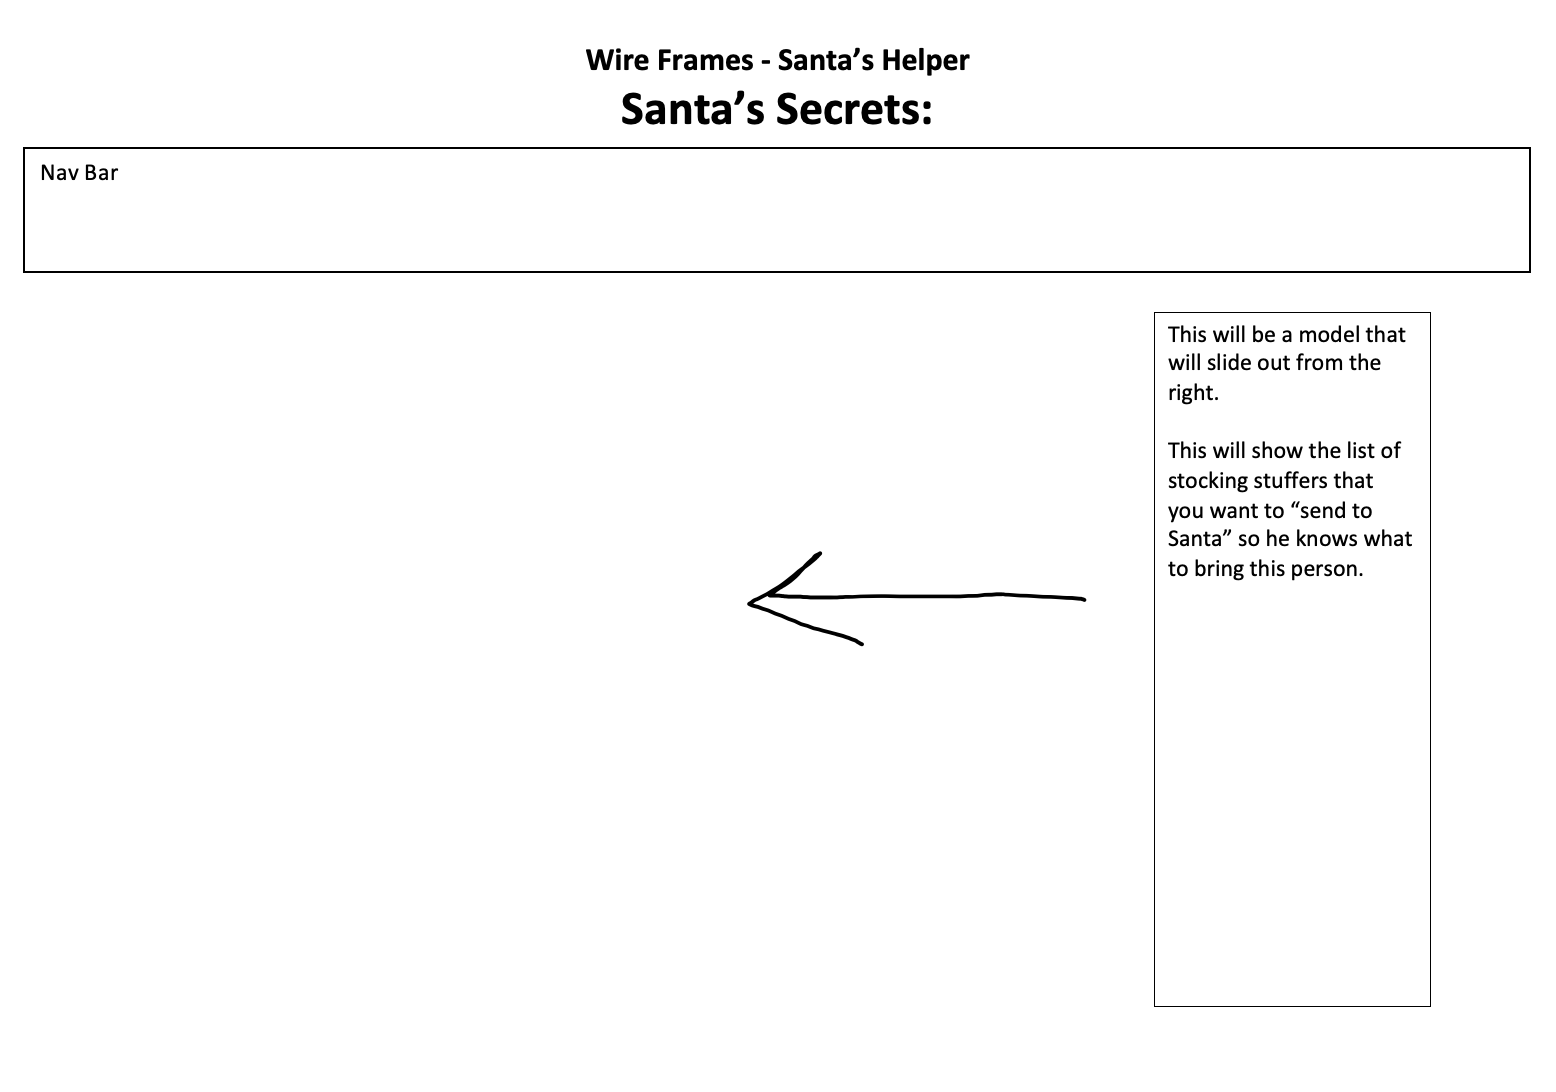 Wire Frames - Santa’s Helper
Santa’s Secrets:
Nav Bar
This will be a model that
will slide out from the
right.
This will show the list of
stocking stuffers that
you want to “send to
Santa” so he knows what
to bring this person.